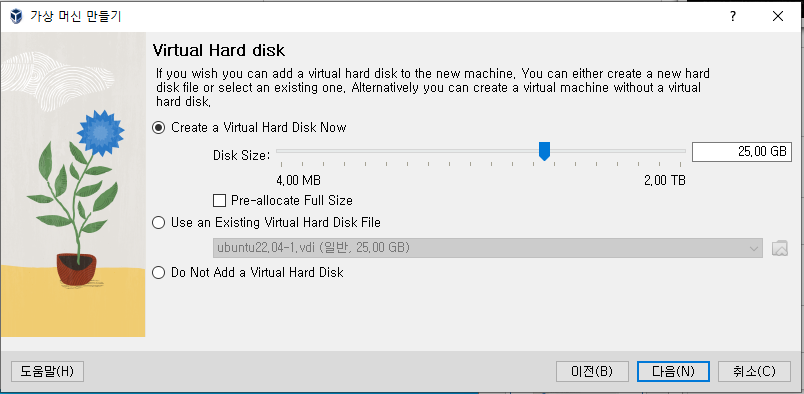 가상 머신 만들기
?
Virtual Hard disk
If you wish you can add a virtual hard disk to the new machine. You can either create a new hard
disk file or select an existing one. Alternatively you can create a virtual machine without a virtual
hard disk.
Create a Virtual Hard Disk Now
Disk Size:
25,00 GB
4,00 MB
2,00 TB
Pre-allocate Full Size
Use an Existing Virtual Hard Disk File
ubuntu22,04-1,vdi (일반, 25,00 GB)
Do Not Add a Virtual Hard Disk
도움말(H)
이전(B)
다음(N)
취소(C)